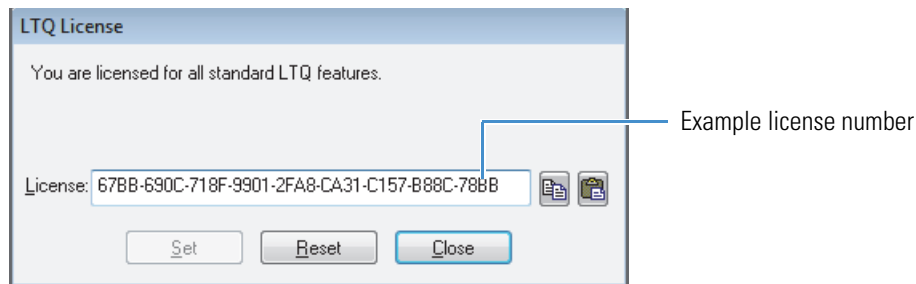 LTQ License
You are licensed for all standard LTQ features.
Example license number
License: 67BB-690C-718F-9901-2FA8-CA31-C157-B88C-78BB
Set Reset Close